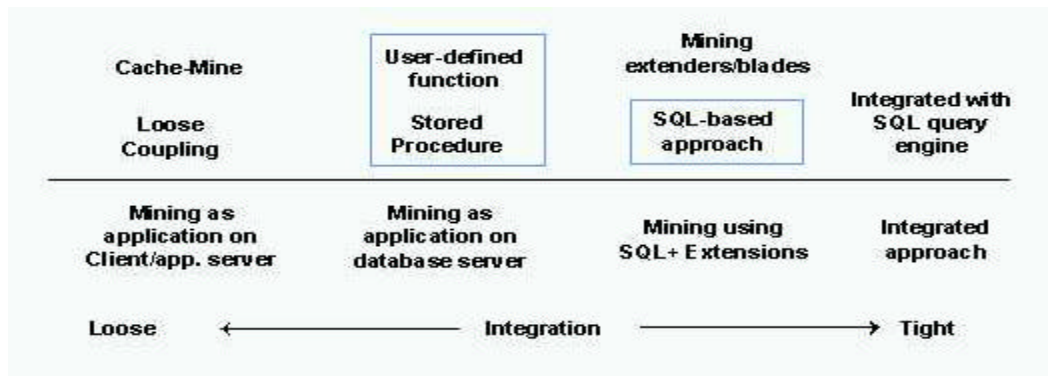 Cache-Mine
Loose
Coupling
User-defined
function
Stored
Procedure
Mining
extenders/blades
SQL-based
approach
Integrated with
SQL query
engine
Mining as
application on
Client/app. server
Mining as
application on
database server
Mining using
SQL+ Extensions
Integrated
approach
Loose
Integration
Tight